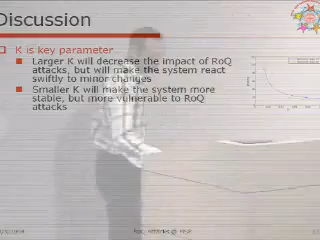 Discussion
K is key parameter
Larger K will decrease the impact of RoQ
attacks, but will make the system react
swiftly to minor changes
Smaller K will make the system more
stable, but more vulnerable to RoQ
attacks